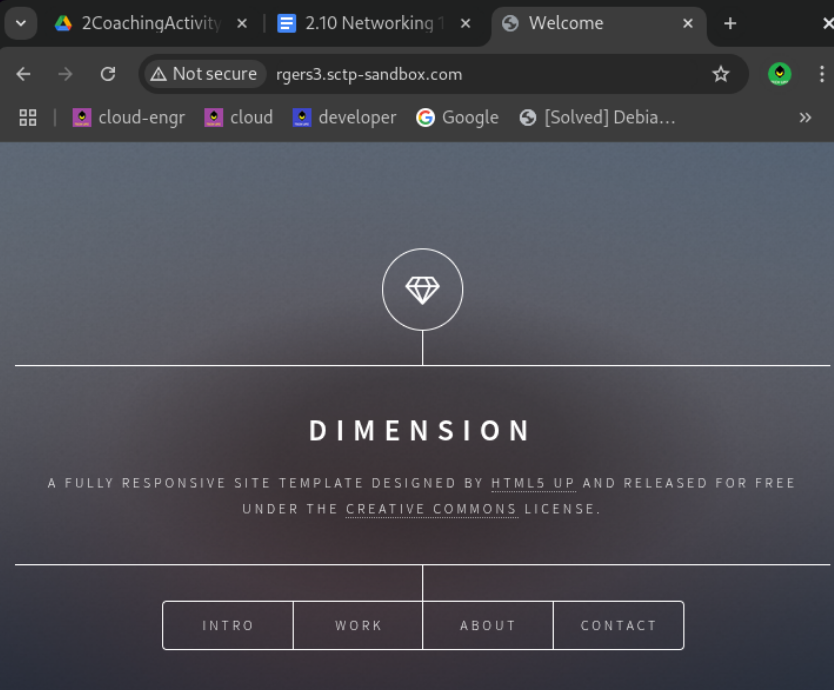 2CoachingActivity
2.10 Networking 1
Welcome
Not secure
rgers3.sctp-sandbox.com
cloud-engr
cloud
developer
Google
[Solved] Debia...
DIMENSION
A FULLY RESPONSIVE SITE TEMPLATE DESIGNED BY HTML5 UP AND RELEASED FOR FREE
UNDER THE CREATIVE COMMONS LICENSE.
INTRO
WORK
ABOUT
CONTACT